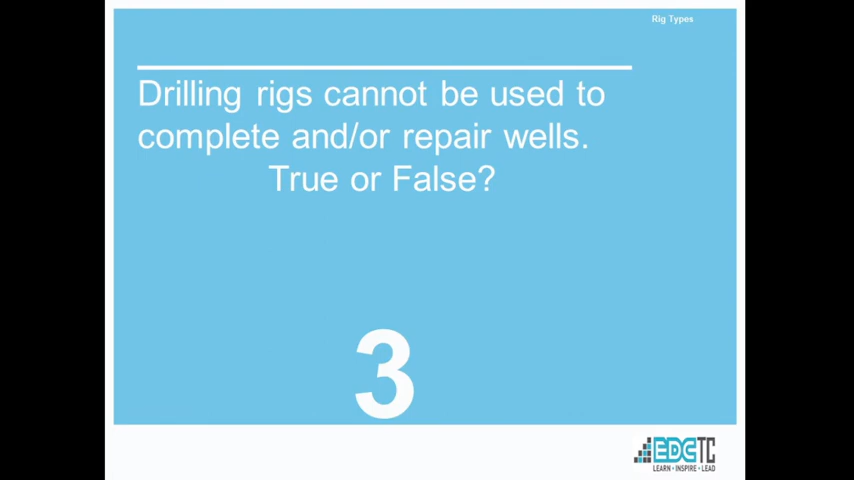 Rig Types
Drilling rigs cannot be used to
complete and/or repair wells.
True or False?
3
EDCTC
LEARN • INSPIRE • LEAD